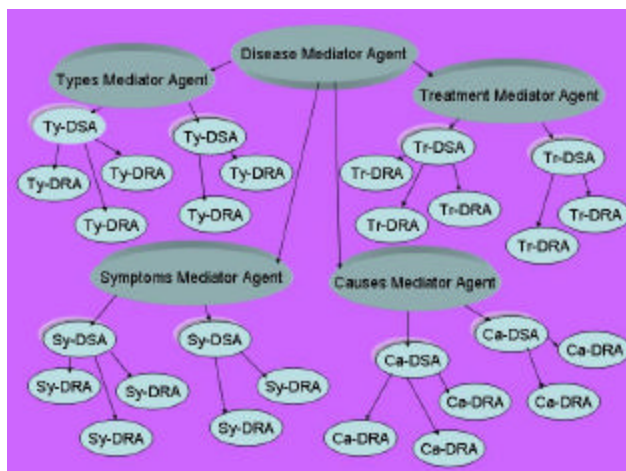 Disease Mediator Agent
Types Mediator Agent
Treatment Mediator Agent
Ty-DSA
Ty-DSA
Ty-DRA
Ty-DRA
Ty-DRA
Ty-DRA
Ty-DRA
Tr-DSA
Tr-DSA
Tr-DRA
Tr-DRA
Tr-DRA
Tr-DRA
Tr-DRA
Symptoms Mediator Agent
Causes Mediator Agent
Sy-DSA
Sy-DSA
Sy-DRA
Sy-DRA
Sy-DRA
Sy-DRA
Sy-DRA
Ca-DSA
Ca-DSA
Ca-DRA
Ca-DRA
Ca-DRA
Ca-DRA
Ca-DRA